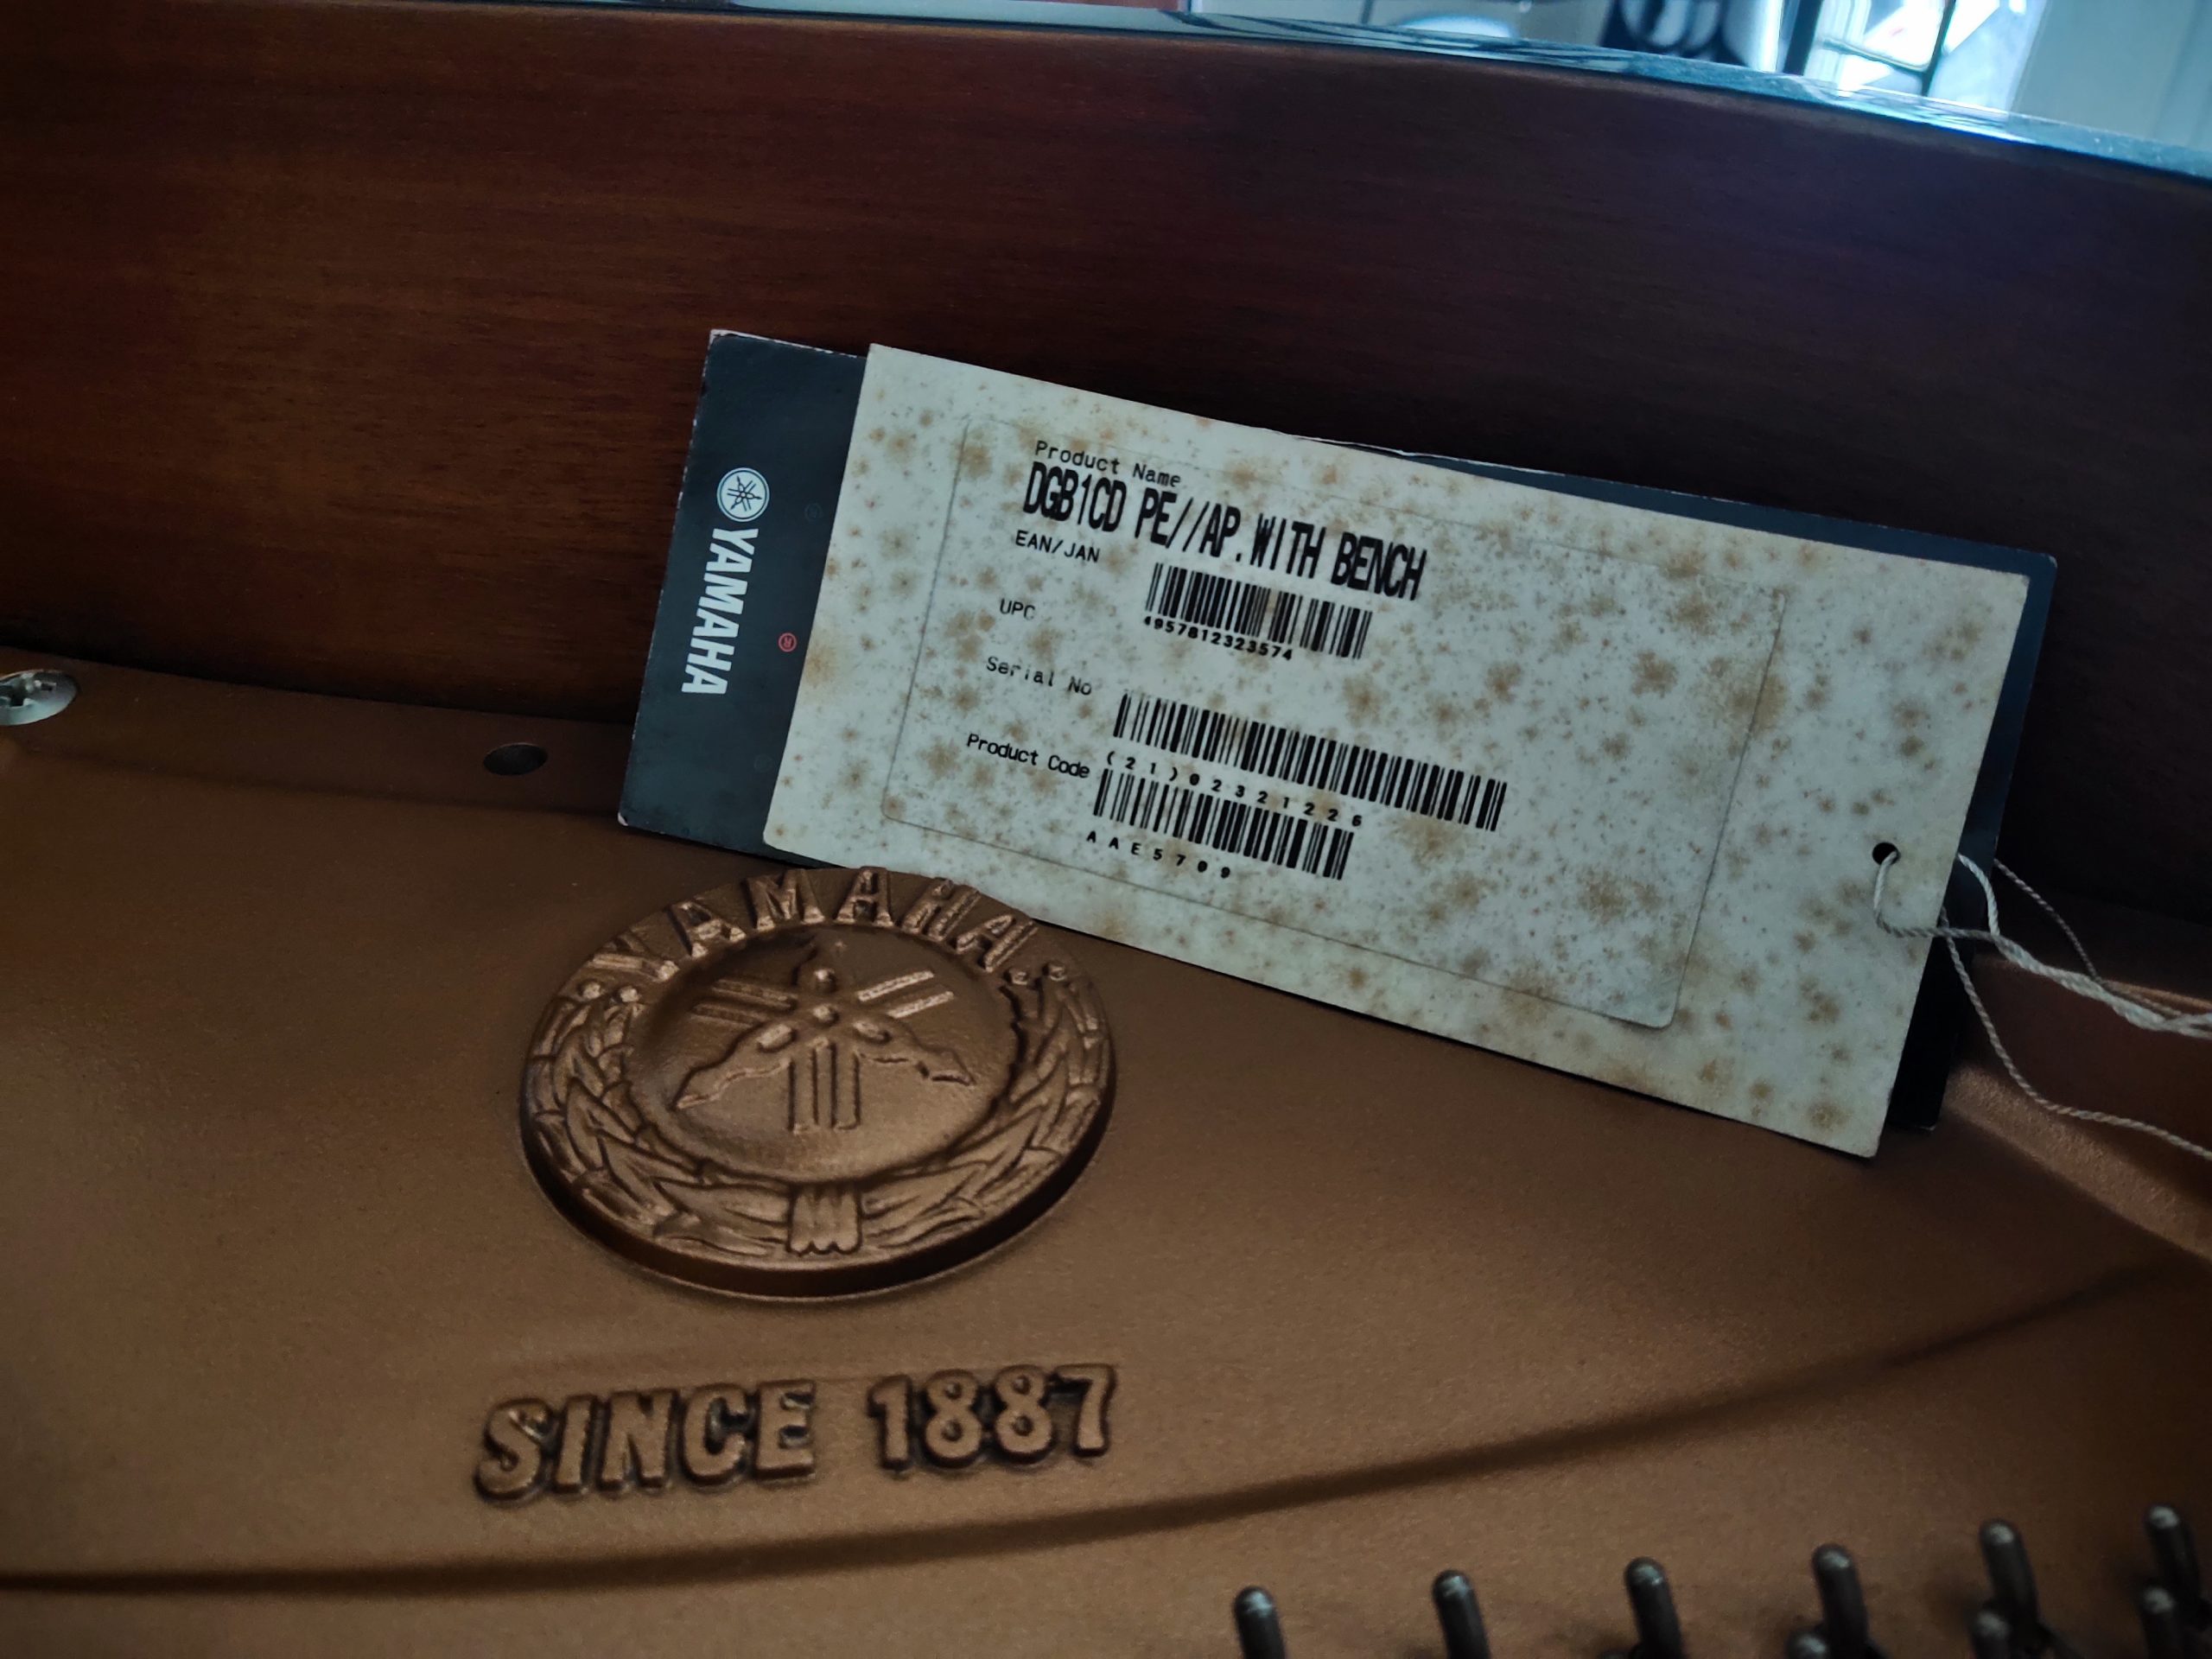 YAMAHA
®
Product Name
DGB1CD PE//AP.WITH BENCH
EAN/JAN
4957812323574
UPC
Serial No
(21)02321226
Product Code
AAE5709
YAMAHA
SINCE 1887